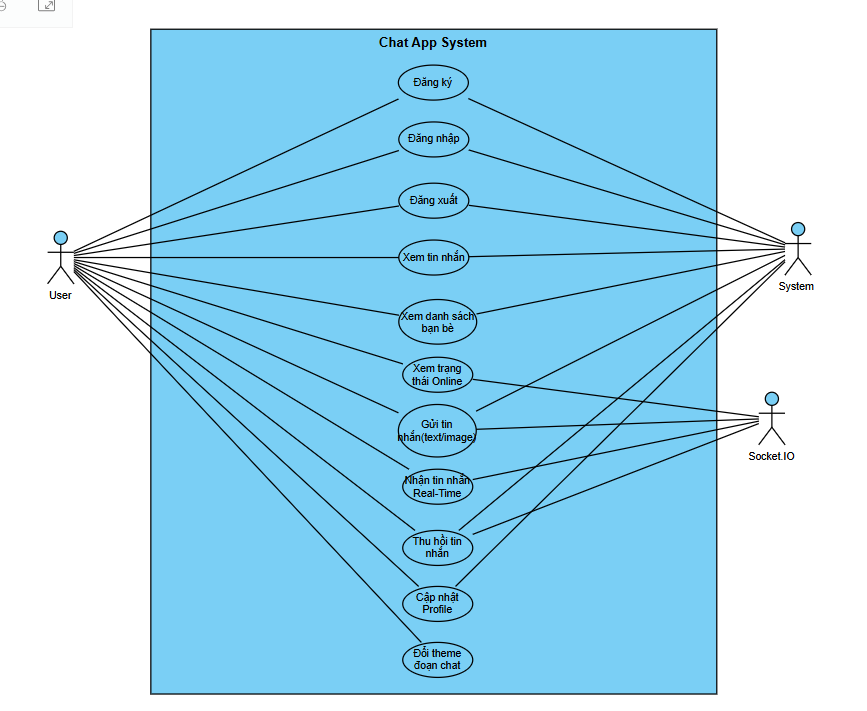 Chat App System
Đăng ký
Đăng nhập
Đăng xuất
Xem tin nhắn
Xem danh sách
bạn bè
Xem trạng
thái Online
Gửi tin
nhắn(text/image)
Nhận tin nhắn
Real-Time
Thu hồi tin
nhắn
Cập nhật
Profile
Đổi theme
đoạn chat
User
System
Socket.IO